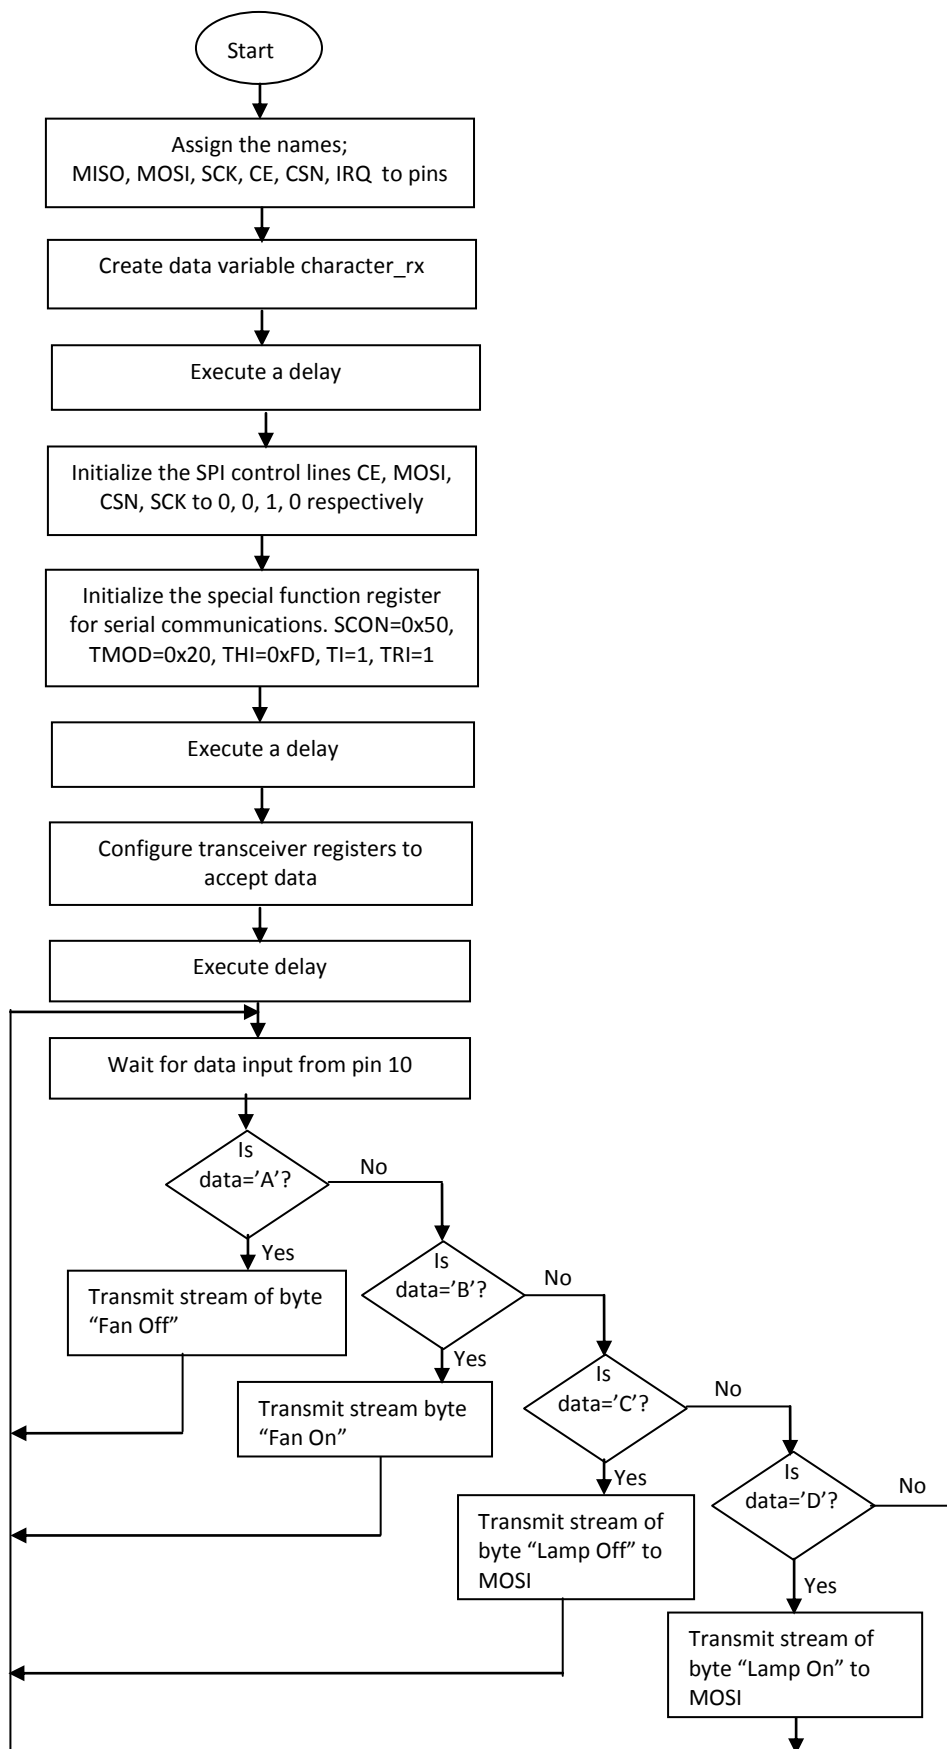 Start
Assign the names;
MISO, MOSI, SCK, CE, CSN, IRQ to pins
Create data variable character_rx
Execute a delay
Initialize the SPI control lines CE, MOSI,
CSN, SCK to 0, 0, 1, 0 respectively
Initialize the special function register
for serial communications. SCON=0x50,
TMOD=0x20, THI=0xFD, TI=1, TRI=1
Execute a delay
Configure transceiver registers to
accept data
Execute delay
Wait for data input from pin 10
Is
data=’A’?
No
Yes
Transmit stream of byte
“Fan Off”
Is
data=’B’?
No
Yes
Transmit stream byte
“Fan On”
Is
data=’C’?
No
Yes
Transmit stream of
byte “Lamp Off” to
MOSI
Is
data=’D’?
No
Yes
Transmit stream of
byte “Lamp On” to
MOSI